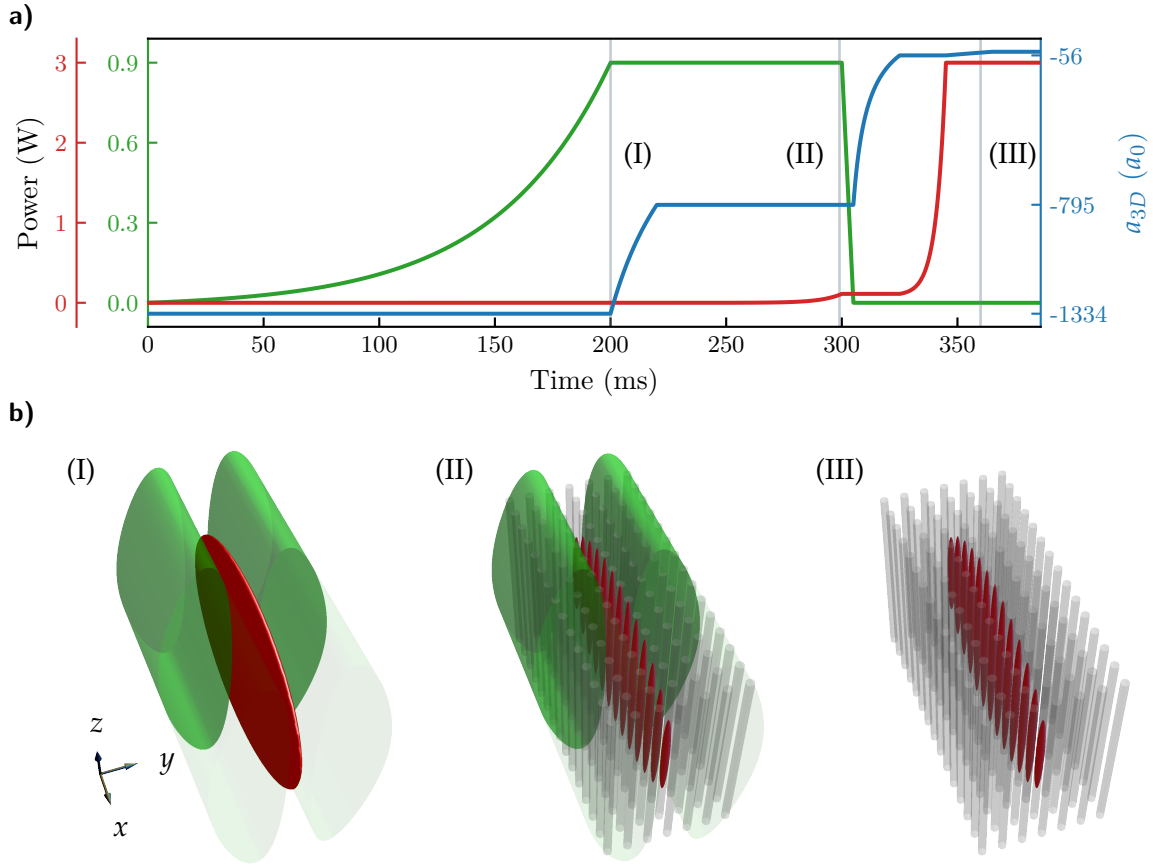 a)
Power (W)
3
2
1
0
0.9
0.6
0.3
0.0
(I)
(II)
(III)
-56
-795
-1334
a3D (a0)
0
50
100
150
200
250
300
350
Time (ms)
b)
(I)
(II)
(III)
z
y
x